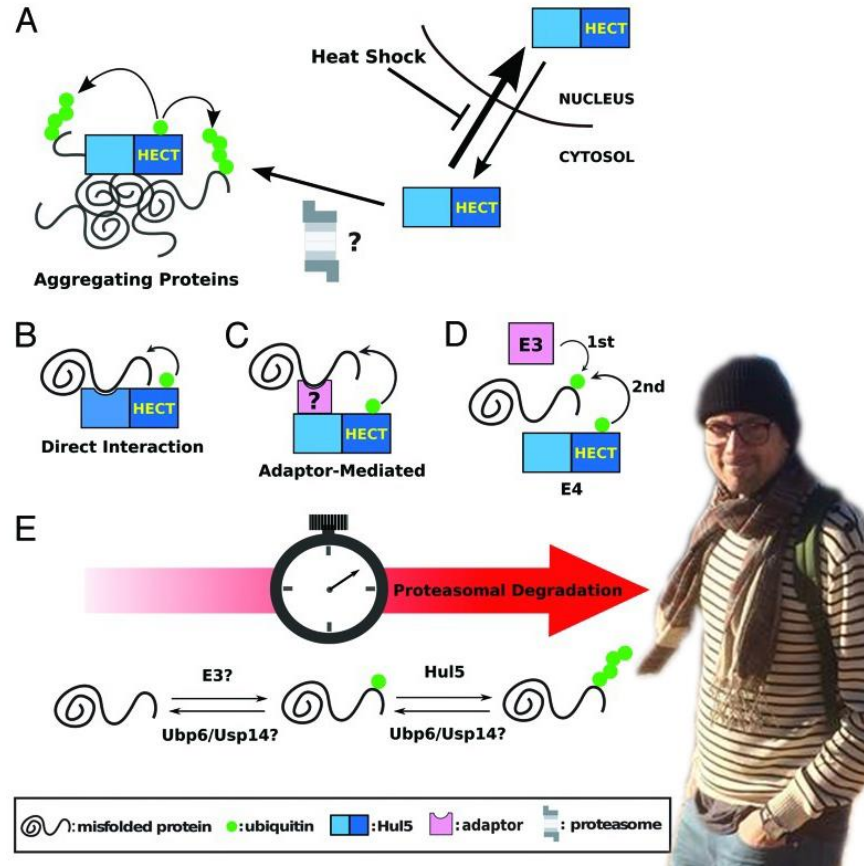 A
Heat Shock
HECT
NUCLEUS
CYTOSOL
HECT
HECT
?
Aggregating Proteins
B
HECT
Direct Interaction
C
?
HECT
Adaptor-Mediated
D
E3
1st
2nd
HECT
E4
E
Proteasomal Degradation
E3?
Hul5
Ubp6/Usp14?
Ubp6/Usp14?
:misfolded protein :ubiquitin :Hul5 :adaptor : proteasome